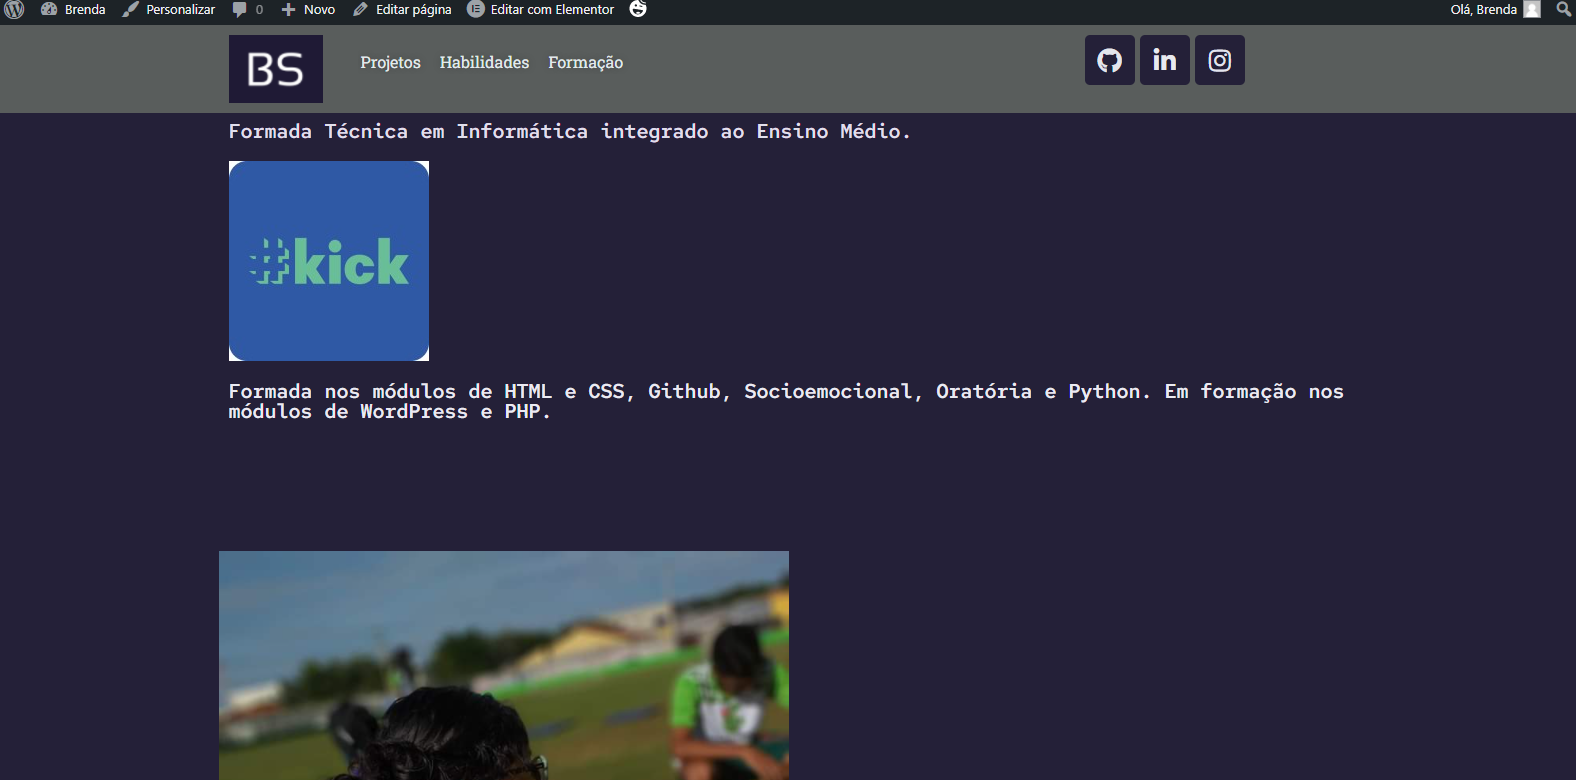 Brenda Personalizar 0 Novo Editar página Editar com Elementor Olá, Brenda
BS Projetos Habilidades Formação in
Formada Técnica em Informática integrado ao Ensino Médio.
#kick
Formada nos módulos de HTML e CSS, Github, Socioemocional, Oratória e Python. Em formação nos
módulos de WordPress e PHP.